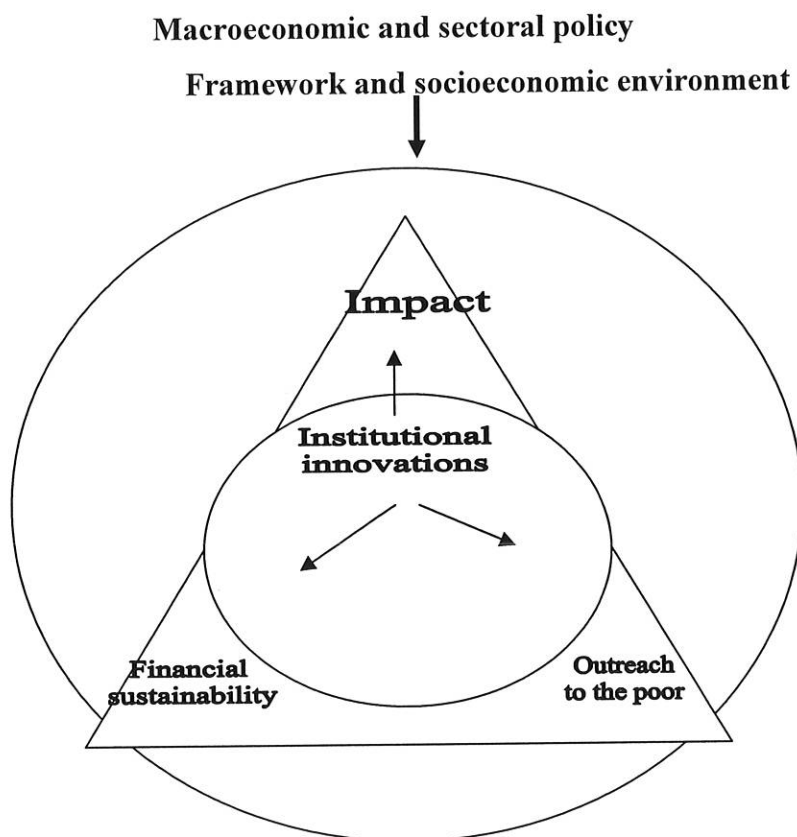 Macroeconomic and sectoral policy
Framework and socioeconomic environment
Impact
Institutional
innovations
Financial
sustainability
Outreach
to the poor